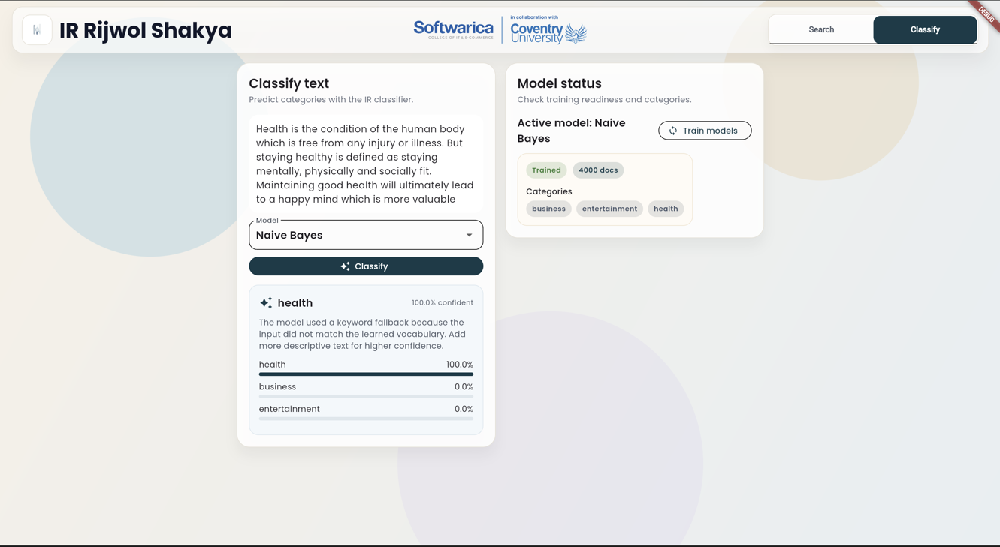 IR Rijwol Shakya
Softwarica
COLLEGE OF IT & E-COMMERCE
in collaboration with
Coventry
University
Search
Classify
DEBUG
Classify text
Predict categories with the IR classifier.
Health is the condition of the human body
which is free from any injury or illness. But
staying healthy is defined as staying
mentally, physically and socially fit.
Maintaining good health will ultimately lead
to a happy mind which is more valuable
Model
Naive Bayes
Classify
health
100.0% confident
The model used a keyword fallback because the
input did not match the learned vocabulary. Add
more descriptive text for higher confidence.
health 100.0%
business 0.0%
entertainment 0.0%
Model status
Check training readiness and categories.
Active model: Naive
Bayes
Train models
Trained 4000 docs
Categories
business entertainment health